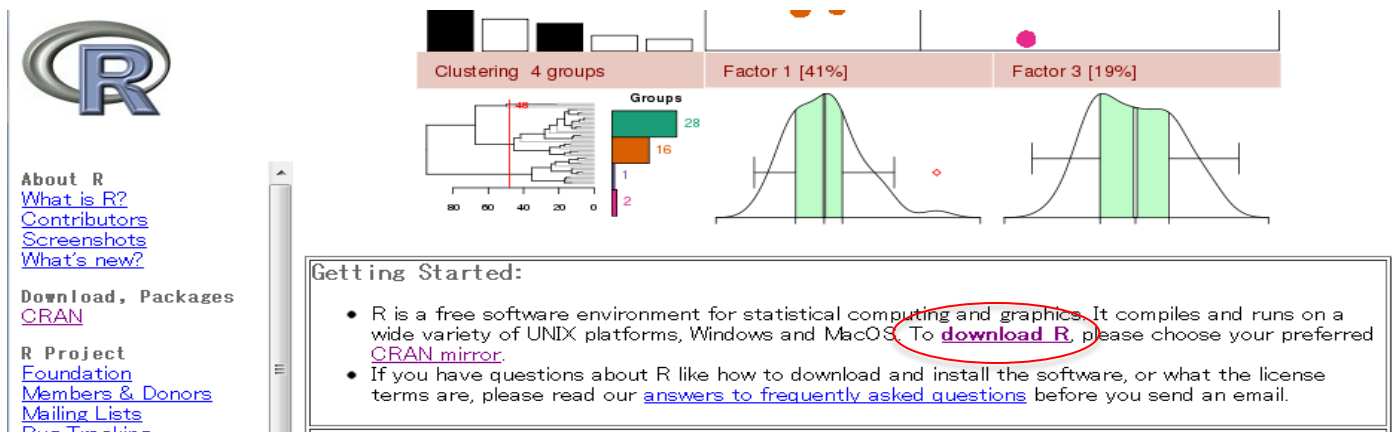 R
About R
What is R?
Contributors
Screenshots
What's new?
Download, Packages
CRAN
R Project
Foundation
Members & Donors
Mailing Lists
Bug Tracking
Clustering 4 groups
Factor 1 [41%]
Factor 3 [19%]
48
Groups
28
16
1
2
80 60 40 20 0
Getting Started:
• R is a free software environment for statistical computing and graphics. It compiles and runs on a
wide variety of UNIX platforms, Windows and MacOS. To download R, please choose your preferred
CRAN mirror.
• If you have questions about R like how to download and install the software, or what the license
terms are, please read our answers to frequently asked questions before you send an email.